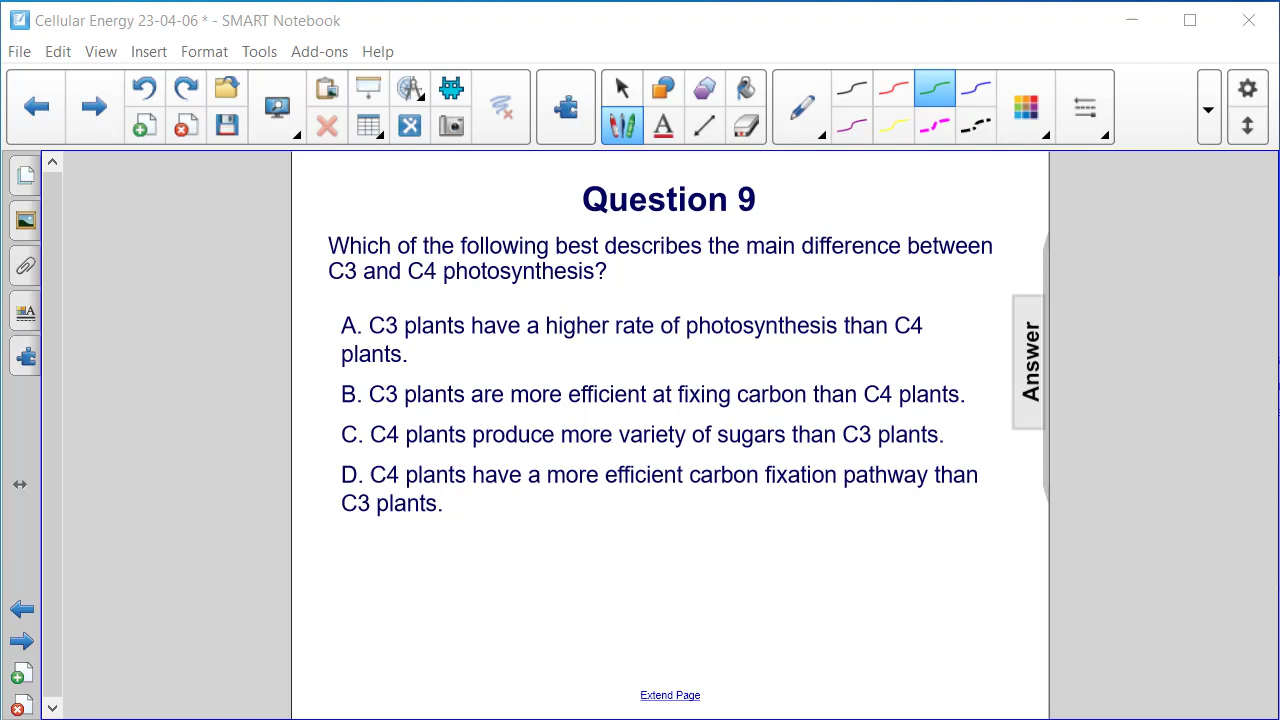 Cellular Energy 23-04-06 * - SMART Notebook
File Edit View Insert Format Tools Add-ons Help
Question 9
Which of the following best describes the main difference between
C3 and C4 photosynthesis?
A. C3 plants have a higher rate of photosynthesis than C4
plants.
B. C3 plants are more efficient at fixing carbon than C4 plants.
C. C4 plants produce more variety of sugars than C3 plants.
D. C4 plants have a more efficient carbon fixation pathway than
C3 plants.
Answer
Extend Page